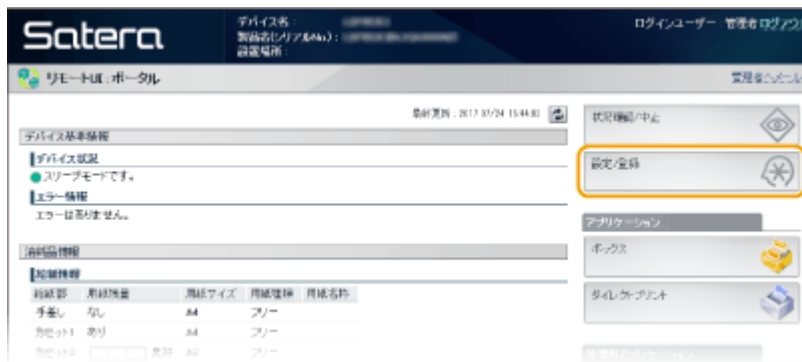 Satera
デバイス名 :
製品名(シリアルNo.) :
設置場所 :
ログインユーザー : 管理者 ログアウ
リモートUI : ポータル
管理者へメール
最終更新 : 2017 07/24 15:44:03
デバイス基本情報
デバイス状況
スリープモードです。
エラー情報
エラーはありません。
消耗品情報
給紙情報
給紙部 用紙残量 用紙サイズ 用紙種類 用紙名称
手差し なし A4 フリー
カセット1 あり A4 フリー
カセット2 良好 フリー
状況確認/中止
設定/登録
アプリケーション
ボックス
ダイレクトプリント